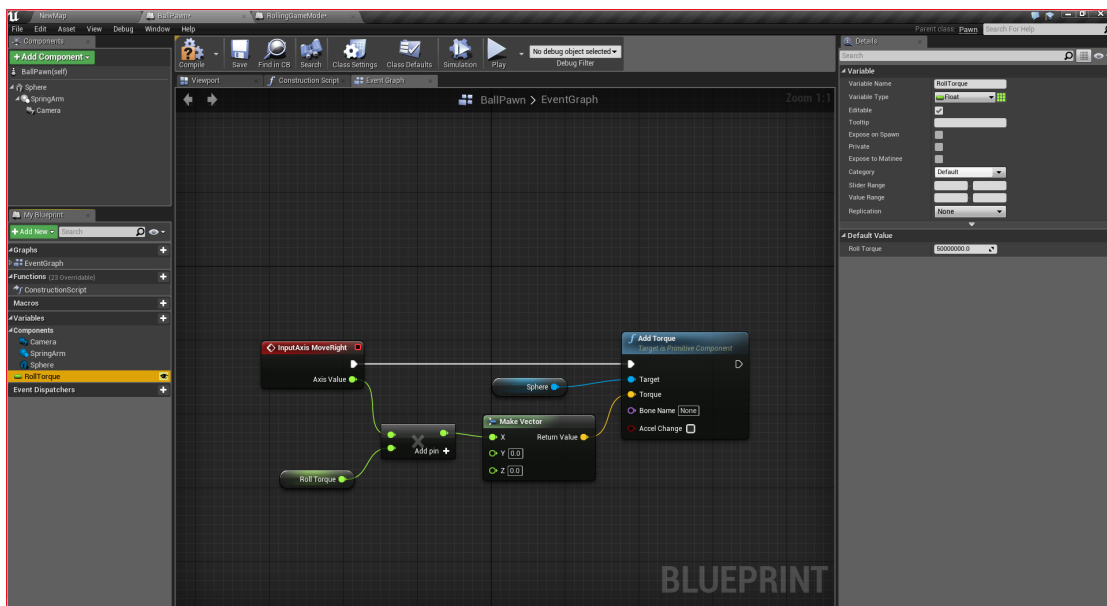 NewMap
BallPawn*
RollingGameMode*
File Edit Asset View Debug Window Help
Parent class: Pawn
Search For Help
Components
+Add Component
BallPawn(self)
Sphere
SpringArm
Camera
Compile
Save
Find in CB
Search
Class Settings
Class Defaults
Simulation
Play
No debug object selected
Debug Filter
Viewport
Construction Script
Event Graph
BallPawn > EventGraph
Zoom 1:1
My Blueprint
+Add New
Search
Graphs
EventGraph
Functions (23 Overridable)
ConstructionScript
Macros
Variables
Components
Camera
SpringArm
Sphere
RollTorque
Event Dispatchers
InputAxis MoveRight
Axis Value
Roll Torque
Add pin +
Sphere
Make Vector
X Return Value
Y 0.0
Z 0.0
f Add Torque
Target is Primitive Component
Target
Torque
Bone Name None
Accel Change
BLUEPRINT
Details
Search
Variable
Variable Name RollTorque
Variable Type Float
Editable
Tooltip
Expose on Spawn
Private
Expose to Matinee
Category Default
Slider Range
Value Range
Replication None
Default Value
Roll Torque 50000000.0